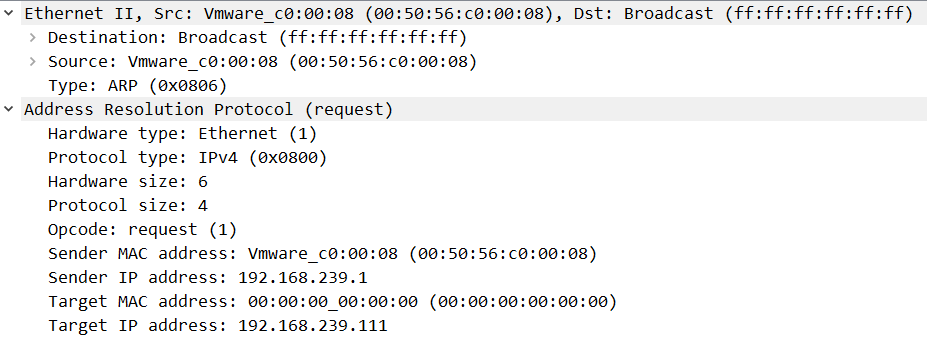 Ethernet II, Src: Vmware_c0:00:08 (00:50:56:c0:00:08), Dst: Broadcast (ff:ff:ff:ff:ff:ff)
Destination: Broadcast (ff:ff:ff:ff:ff:ff)
Source: Vmware_c0:00:08 (00:50:56:c0:00:08)
Type: ARP (0x0806)
Address Resolution Protocol (request)
Hardware type: Ethernet (1)
Protocol type: IPv4 (0x0800)
Hardware size: 6
Protocol size: 4
Opcode: request (1)
Sender MAC address: Vmware_c0:00:08 (00:50:56:c0:00:08)
Sender IP address: 192.168.239.1
Target MAC address: 00:00:00_00:00:00 (00:00:00:00:00:00)
Target IP address: 192.168.239.111